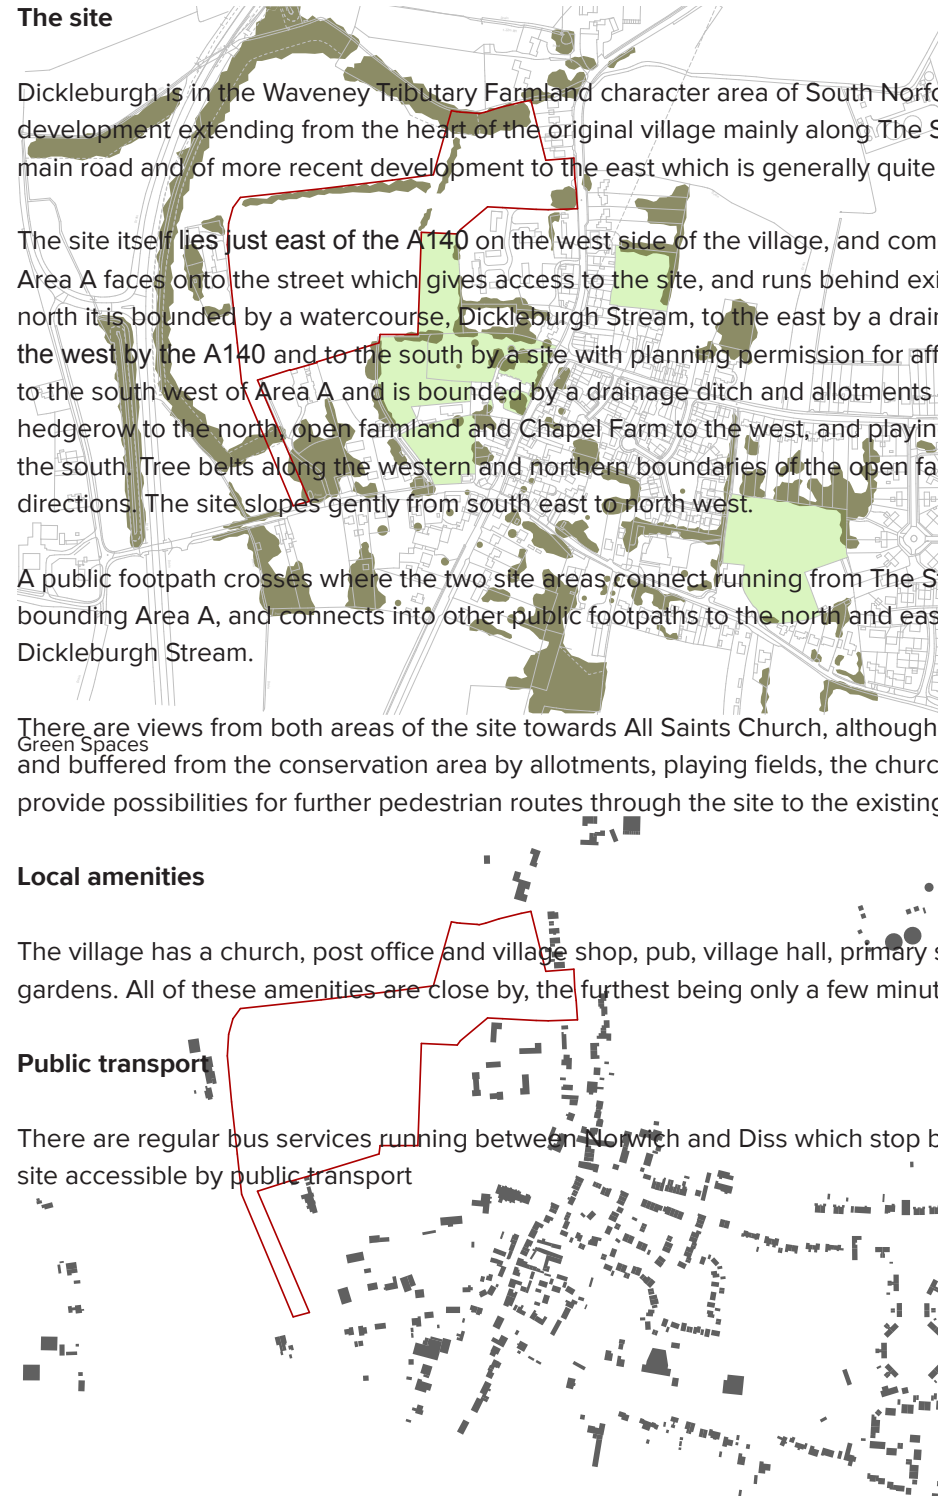 The site
Dickleburgh is in the Waveney Tributary Farmland character area of South Norfo
development extending from the heart of the original village mainly along The S
main road and of more recent development to the east which is generally quite
The site itself lies just east of the A140 on the west side of the village, and com
Area A faces onto the street which gives access to the site, and runs behind exi
north it is bounded by a watercourse, Dickleburgh Stream, to the east by a drain
the west by the A140 and to the south by a site with planning permission for aff
to the south west of Area A and is bounded by a drainage ditch and allotments
hedgerow to the north, open farmland and Chapel Farm to the west, and playin
the south. Tree belts along the western and northern boundaries of the open fa
directions. The site slopes gently from south east to north west.
A public footpath crosses where the two site areas connect running from The S
bounding Area A, and connects into other public footpaths to the north and eas
Dickleburgh Stream.
There are views from both areas of the site towards All Saints Church, although
Green Spaces
and buffered from the conservation area by allotments, playing fields, the churc
provide possibilities for further pedestrian routes through the site to the existing
Local amenities
The village has a church, post office and village shop, pub, village hall, primary s
gardens. All of these amenities are close by, the furthest being only a few minut
Public transport
There are regular bus services running between Norwich and Diss which stop b
site accessible by public transport